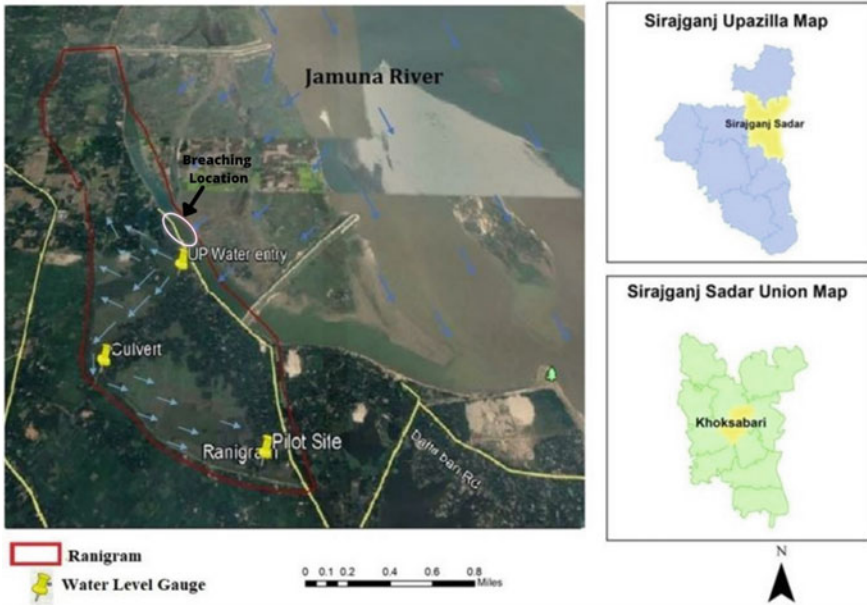 Jamuna River
Breaching
Location
UP Water entry
Culvert
Pilot Site
Ranigram
Ranigram
Water Level Gauge
0 0.1 0.2 0.4 0.6 0.8
Miles
Sirajganj Upazilla Map
Sirajganj Sadar
Sirajganj Sadar Union Map
Khoksabari
N